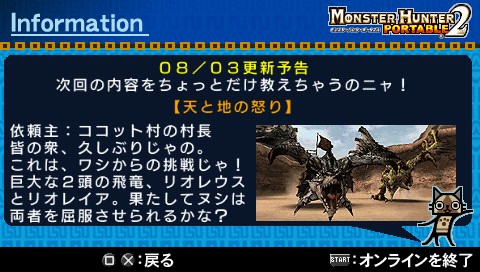 Information
MONSTER HUNTER
PORTABLE 2
08/03更新予告
次回の内容をちょっとだけ教えちゃうのニャ!
【天と地の怒り】
依頼主:ココット村の村長
皆の衆、久しぶりじゃの。
これは、ワシからの挑戦じゃ!
巨大な2頭の飛竜、リオレウス
とリオレイア。果たしてヌシは
両者を屈服させられるかな?
□ ×:戻る
START:オンラインを終了